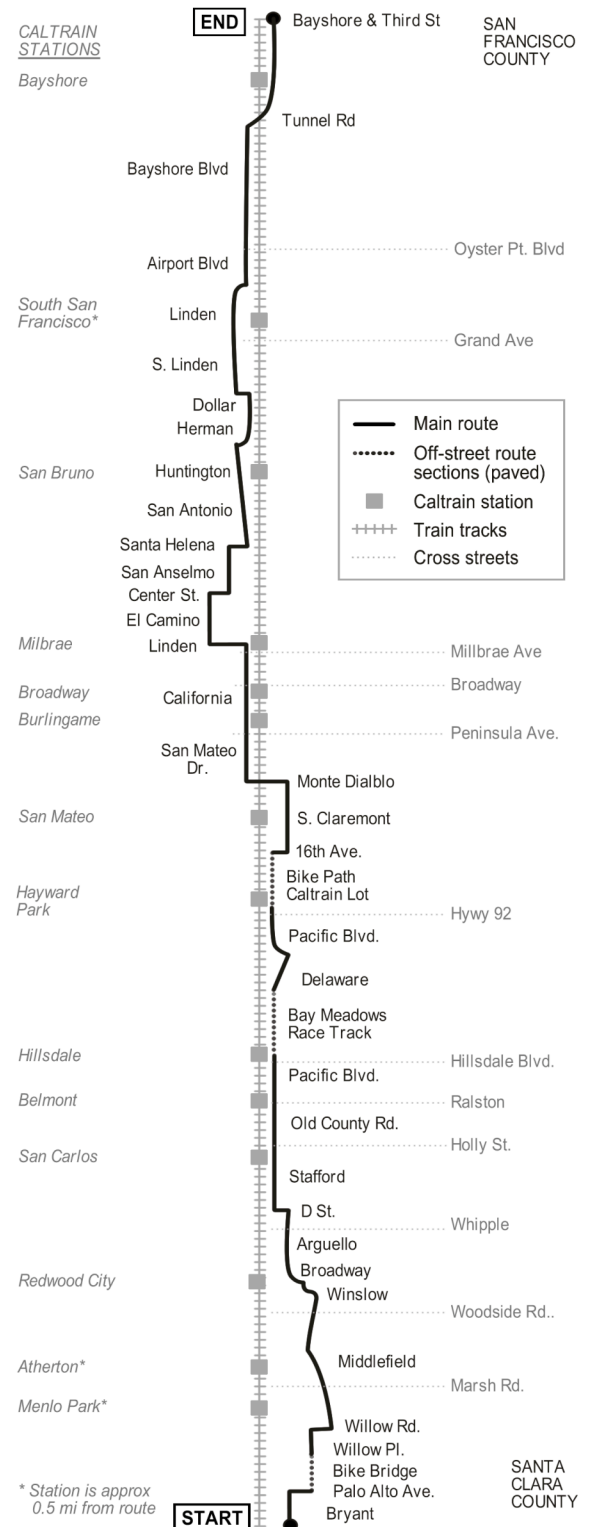 END
Bayshore & Third St
SAN
FRANCISCO
COUNTY
CALTRAIN
STATIONS
Bayshore
Tunnel Rd
Bayshore Blvd
Oyster Pt. Blvd
Airport Blvd
South San
Francisco*
Linden
Grand Ave
S. Linden
Dollar
Herman
Main route
Off-street route
sections (paved)
Caltrain station
Train tracks
Cross streets
San Bruno
Huntington
San Antonio
Santa Helena
San Anselmo
Center St.
El Camino
Milbrae
Linden
Millbrae Ave
Broadway
Broadway
California
Burlingame
Peninsula Ave.
San Mateo
Dr.
Monte Dialblo
San Mateo
S. Claremont
16th Ave.
Bike Path
Caltrain Lot
Hayward
Park
Hywy 92
Pacific Blvd.
Delaware
Bay Meadows
Race Track
Hillsdale
Hillsdale Blvd.
Pacific Blvd.
Belmont
Ralston
Old County Rd.
Holly St.
San Carlos
Stafford
D St.
Whipple
Arguello
Broadway
Redwood City
Winslow
Woodside Rd..
Middlefield
Atherton*
Marsh Rd.
Menlo Park*
Willow Rd.
Willow Pl.
Bike Bridge
Palo Alto Ave.
Bryant
SANTA
CLARA
COUNTY
* Station is approx
0.5 mi from route
START